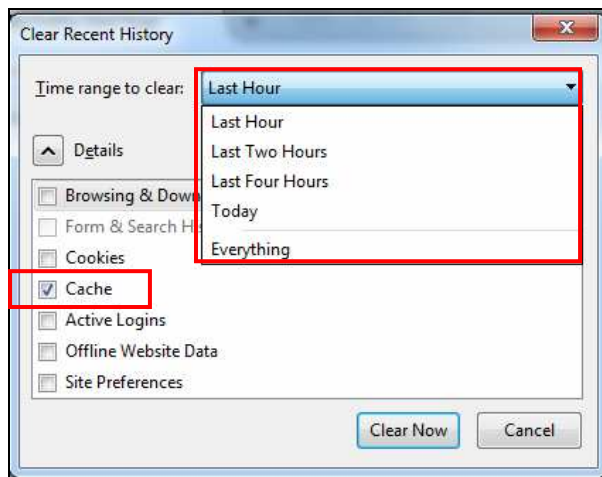 Clear Recent History
Time range to clear: Last Hour
Last Hour
Last Two Hours
Last Four Hours
Today
Everything
Details
Browsing &
Form & Search
Cookies
Cache
Active Logins
Offline Website Data
Site Preferences
Clear Now Cancel